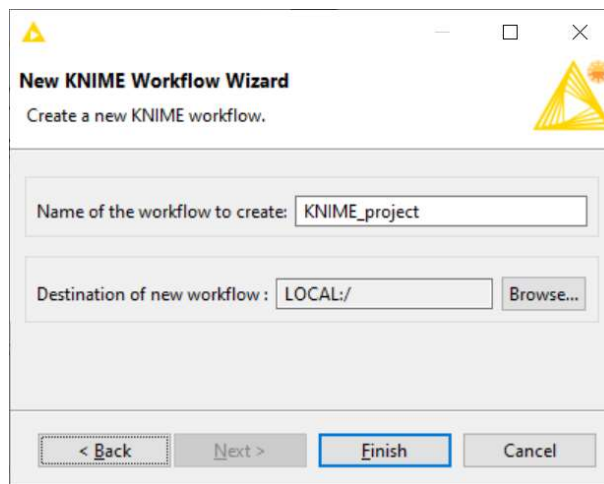 New KNIME Workflow Wizard
Create a new KNIME workflow.
Name of the workflow to create: KNIME_project
Destination of new workflow : LOCAL:/ Browse...
< Back Next > Finish Cancel